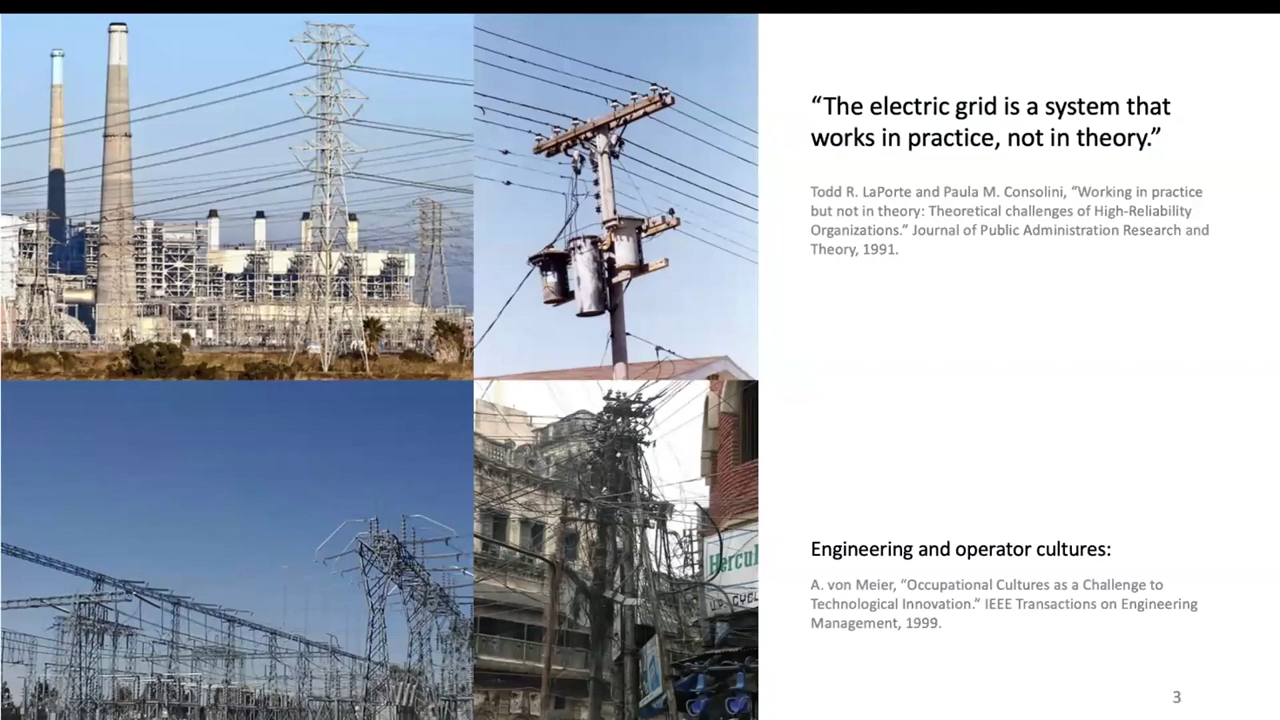 “The electric grid is a system that
works in practice, not in theory.”
Todd R. LaPorte and Paula M. Consolini, “Working in practice
but not in theory: Theoretical challenges of High-Reliability
Organizations.” Journal of Public Administration Research and
Theory, 1991.
Hercul
U.P. CYCL
Engineering and operator cultures:
A. von Meier, “Occupational Cultures as a Challenge to
Technological Innovation.” IEEE Transactions on Engineering
Management, 1999.
3